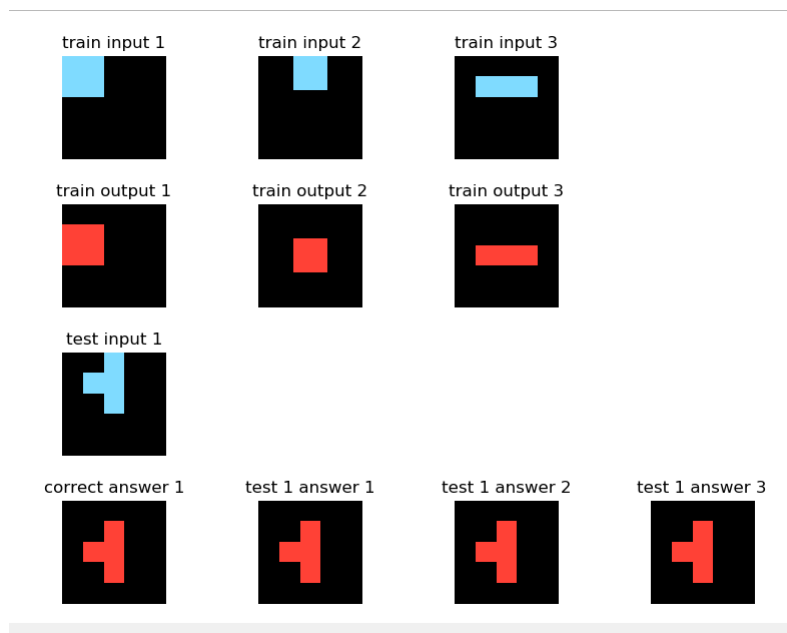 train input 1
train input 2
train input 3
train output 1
train output 2
train output 3
test input 1
correct answer 1
test 1 answer 1
test 1 answer 2
test 1 answer 3